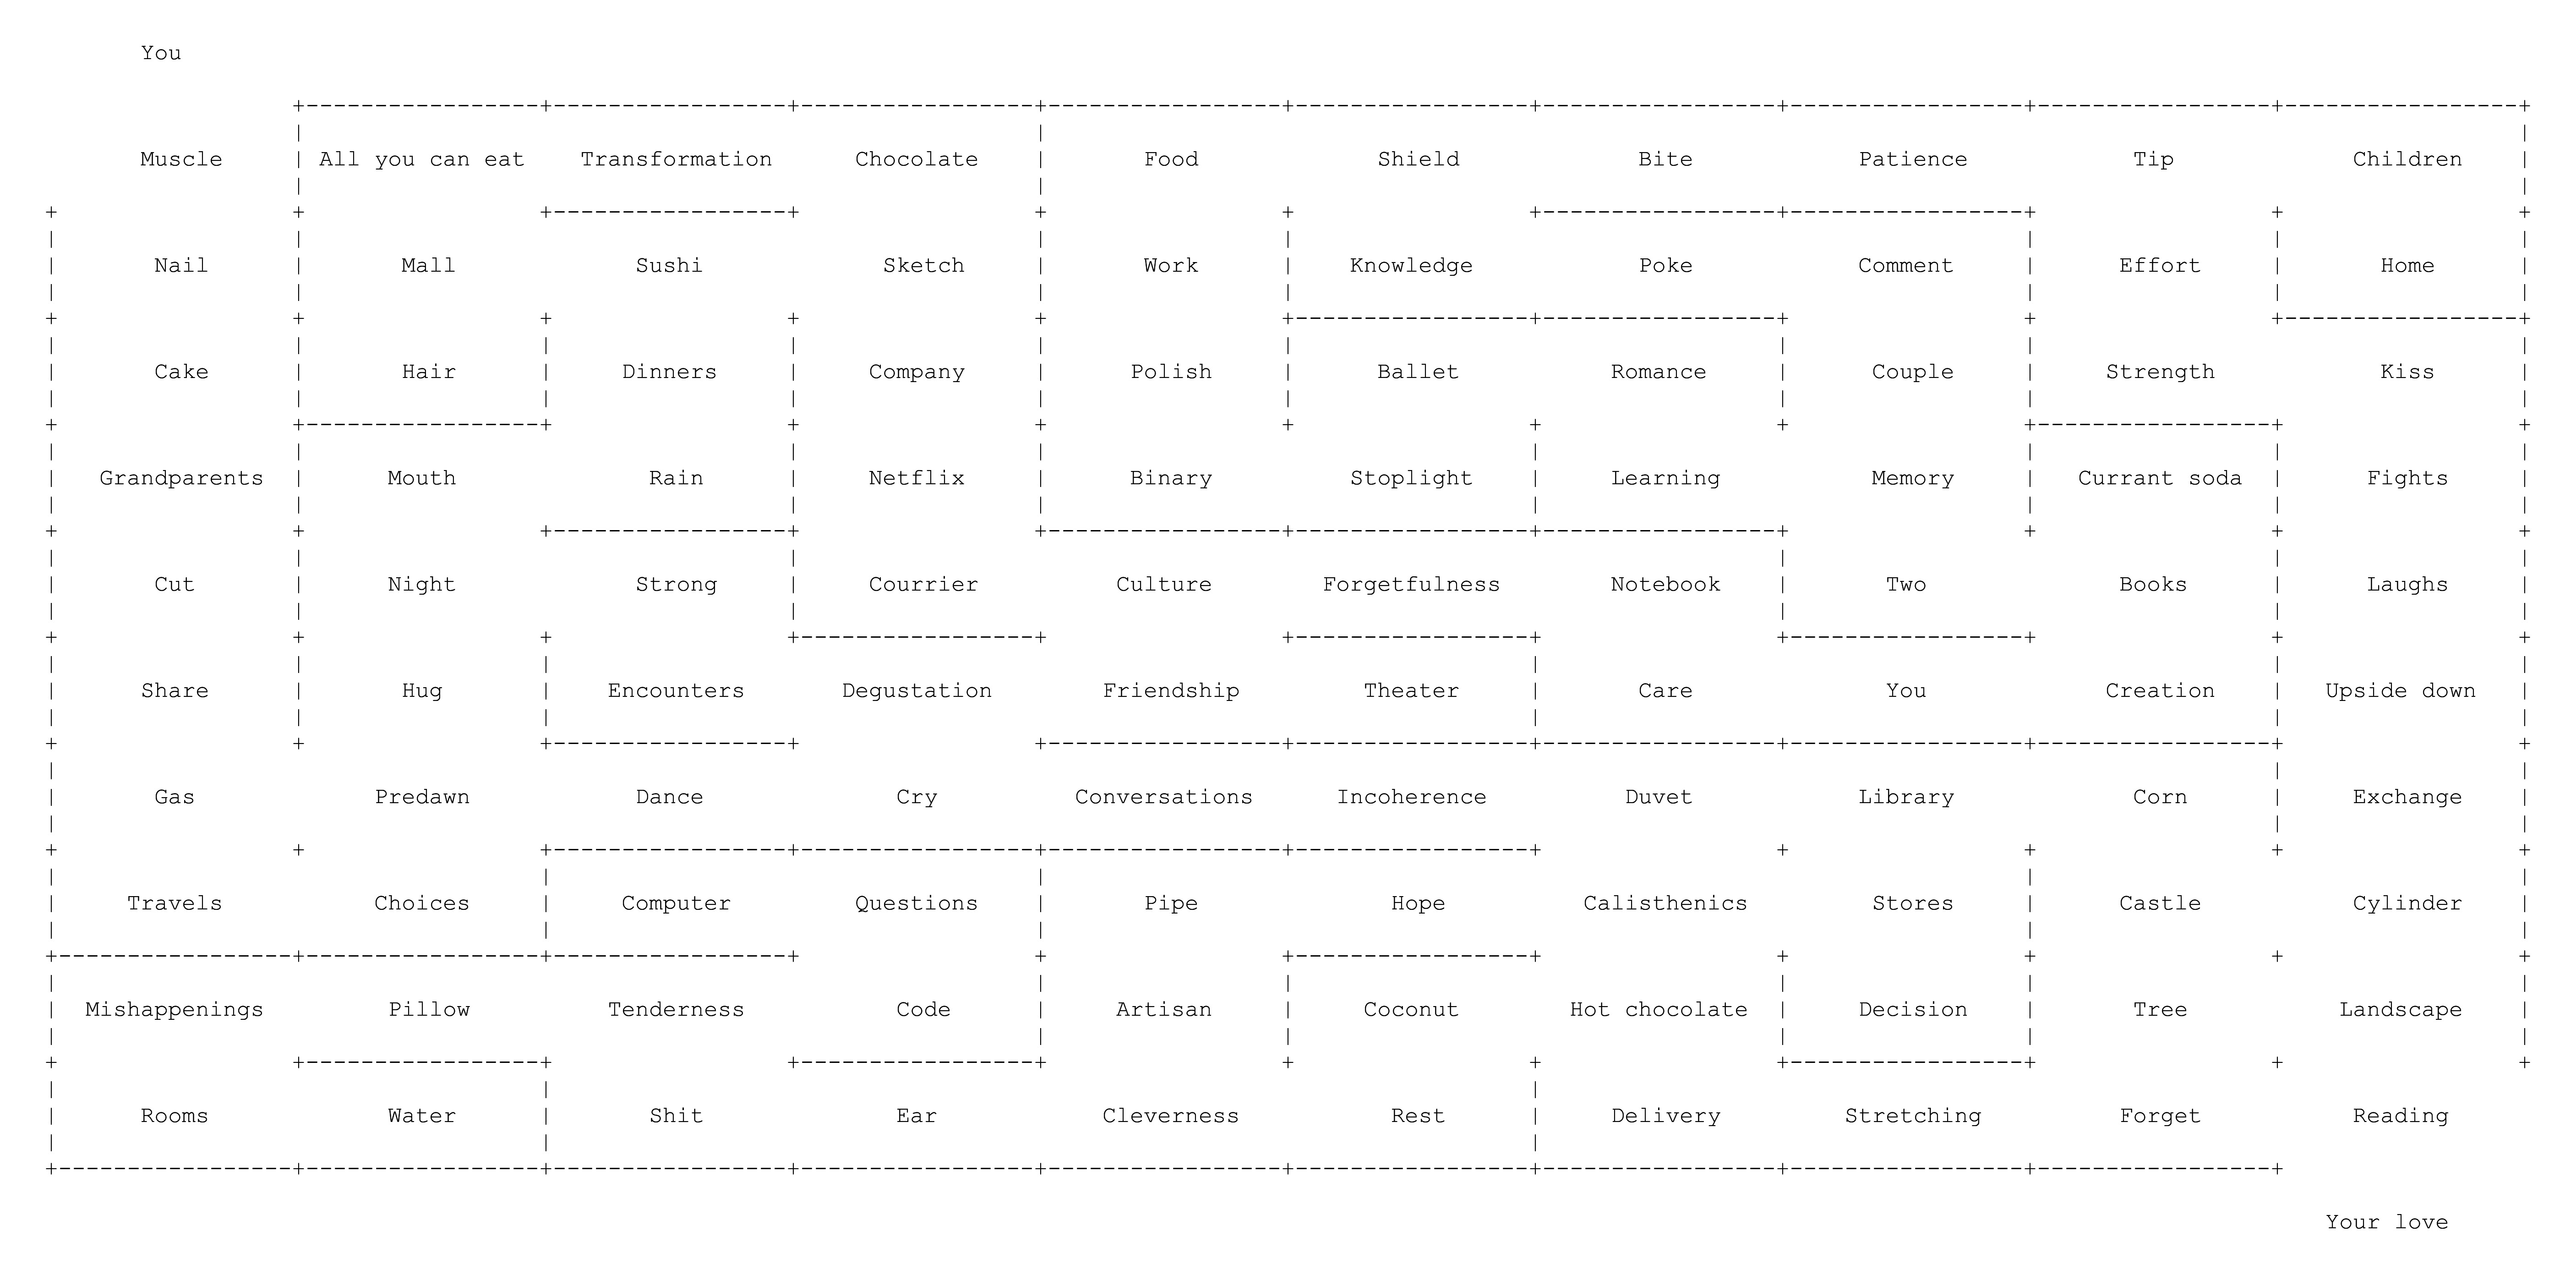 You
Muscle All you can eat Transformation Chocolate Food Shield Bite Patience Tip Children
Nail Mall Sushi Sketch Work Knowledge Poke Comment Effort Home
Cake Hair Dinners Company Polish Ballet Romance Couple Strength Kiss
Grandparents Mouth Rain Netflix Binary Stoplight Learning Memory Currant soda Fights
Cut Night Strong Courrier Culture Forgetfulness Notebook Two Books Laughs
Share Hug Encounters Degustation Friendship Theater Care You Creation Upside down
Gas Predawn Dance Cry Conversations Incoherence Duvet Library Corn Exchange
Travels Choices Computer Questions Pipe Hope Calisthenics Stores Castle Cylinder
Mishappenings Pillow Tenderness Code Artisan Coconut Hot chocolate Decision Tree Landscape
Rooms Water Shit Ear Cleverness Rest Delivery Stretching Forget Reading
Your love